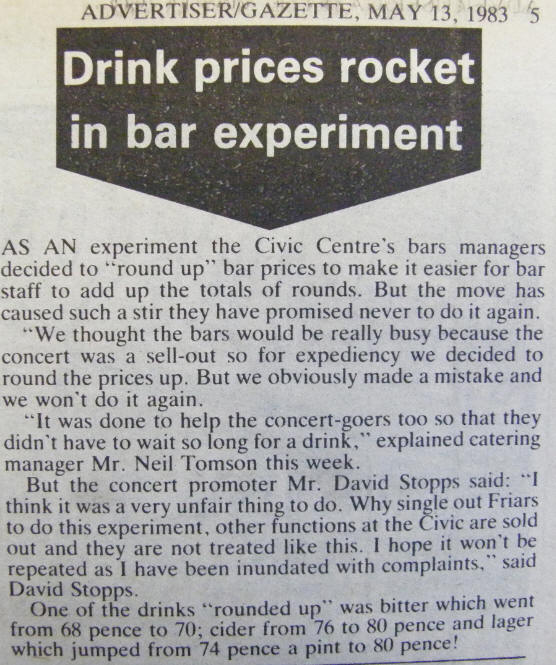 ADVERTISER/GAZETTE, MAY 13, 1983 5
Drink prices rocket
in bar experiment
AS AN experiment the Civic Centre's bars managers
decided to "round up" bar prices to make it easier for bar
staff to add up the totals of rounds. But the move has
caused such a stir they have promised never to do it again.
"We thought the bars would be really busy because the
concert was a sell-out so for expediency we decided to
round the prices up. But we obviously made a mistake and
we won't do it again.
"It was done to help the concert-goers too so that they
didn't have to wait so long for a drink," explained catering
manager Mr. Neil Tomson this week.
But the concert promoter Mr. David Stopps said: "I
think it was a very unfair thing to do. Why single out Friars
to do this experiment, other functions at the Civic are sold
out and they are not treated like this. I hope it won't be
repeated as I have been inundated with complaints," said
David Stopps.
One of the drinks "rounded up" was bitter which went
from 68 pence to 70; cider from 76 to 80 pence and lager
which jumped from 74 pence a pint to 80 pence!